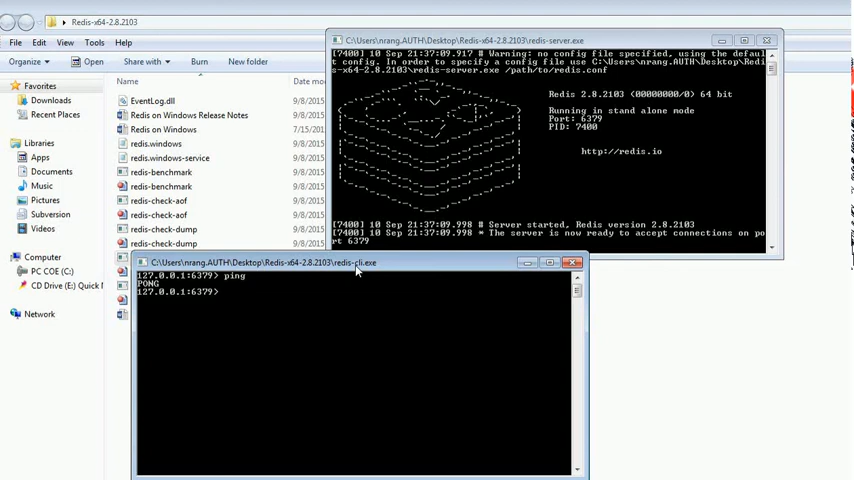 Redis-x64-2.8.2103
File Edit View Tools Help
Organize Open Share with Burn New folder
Favorites
Downloads
Recent Places
Libraries
Apps
Documents
Music
Pictures
Subversion
Videos
Computer
PC COE (C:)
CD Drive (E:) Quick
Network
Name
EventLog.dll 9/8/2015
Redis on Windows Release Notes 9/8/2015
Redis on Windows 7/15/201
redis.windows 9/8/2015
redis.windows-service 9/8/2015
redis-benchmark 9/8/2015
redis-benchmark 9/8/2015
redis-check-aof 9/8/2015
redis-check-aof 9/8/2015
redis-check-dump 9/8/2015
redis-check-dump 9/8/2015
C:\Users\nrang.AUTH\Desktop\Redis-x64-2.8.2103\redis-server.exe
[7400] 10 Sep 21:37:09.917 # Warning: no config file specified, using the defaul
t config. In order to specify a config file use C:\Users\nrang.AUTH\Desktop\Redi
s-x64-2.8.2103\redis-server.exe /path/to/redis.conf
Redis 2.8.2103 (00000000/0) 64 bit
Running in stand alone mode
Port: 6379
PID: 7400
http://redis.io
[7400] 10 Sep 21:37:09.998 # Server started, Redis version 2.8.2103
[7400] 10 Sep 21:37:09.998 * The server is now ready to accept connections on po
rt 6379
C:\Users\nrang.AUTH\Desktop\Redis-x64-2.8.2103\redis-cli.exe
127.0.0.1:6379> ping
PONG
127.0.0.1:6379>